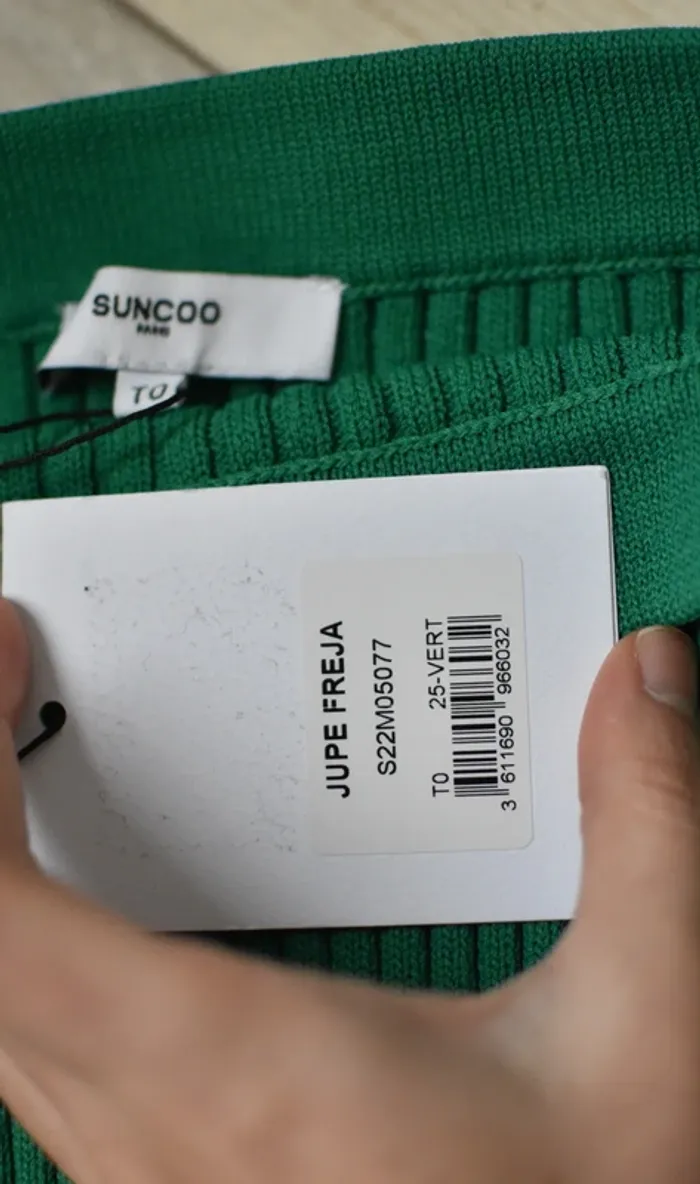 SUNCOO
PARIS
T0
JUPE FREJA
S22M05077
T0 25-VERT
3 611690 966032